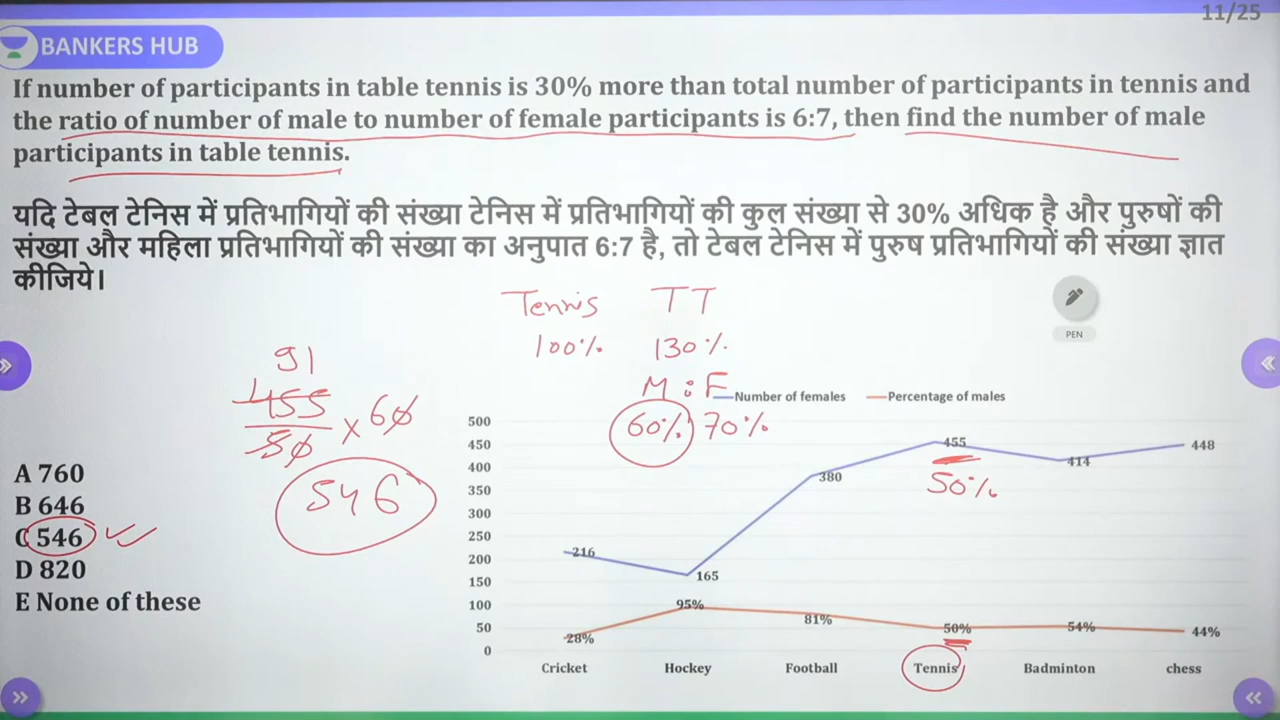 11/25
BANKERS HUB
If number of participants in table tennis is 30% more than total number of participants in tennis and
the ratio of number of male to number of female participants is 6:7, then find the number of male
participants in table tennis.
यदि टेबल टेनिस में प्रतिभागियों की संख्या टेनिस में प्रतिभागियों की कुल संख्या से 30% अधिक है और पुरुषों की
संख्या और महिला प्रतिभागियों की संख्या का अनुपात 6:7 है, तो टेबल टेनिस में पुरुष प्रतिभागियों की संख्या ज्ञात
कीजिये।
Tennis TT
100% 130%
M : F
60% 70%
91
455
50 × 60
546
PEN
A 760
B 646
C 546
D 820
E None of these
Number of females Percentage of males
500
450
400
350
300
250
200
150
100
50
0
216
165
380
455
414
448
50%
28%
95%
81%
50%
54%
44%
Cricket Hockey Football Tennis Badminton chess